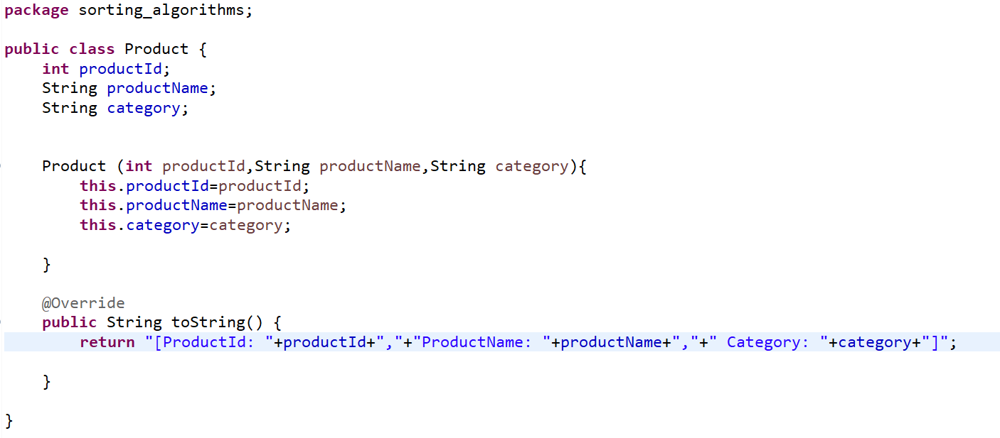 package sorting_algorithms;
public class Product {
int productId;
String productName;
String category;
Product (int productId,String productName,String category){
this.productId=productId;
this.productName=productName;
this.category=category;
}
@Override
public String toString() {
return "[ProductId: "+productId+","+"ProductName: "+productName+","+" Category: "+category+"]";
}
}